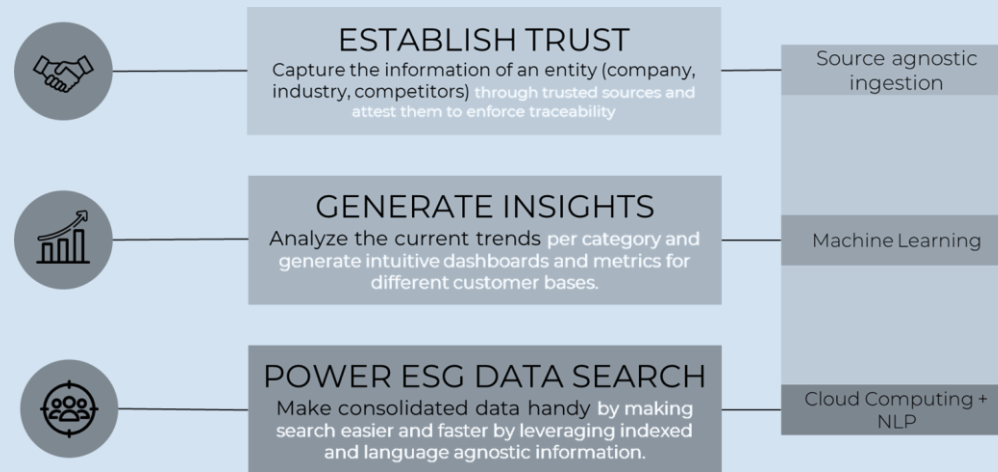 ESTABLISH TRUST
Capture the information of an entity (company,
industry, competitors) through trusted sources and
attest them to enforce traceability
Source agnostic
ingestion
GENERATE INSIGHTS
Analyze the current trends per category and
generate intuitive dashboards and metrics for
different customer bases.
Machine Learning
POWER ESG DATA SEARCH
Make consolidated data handy by making
search easier and faster by leveraging indexed
and language agnostic information.
Cloud Computing +
NLP